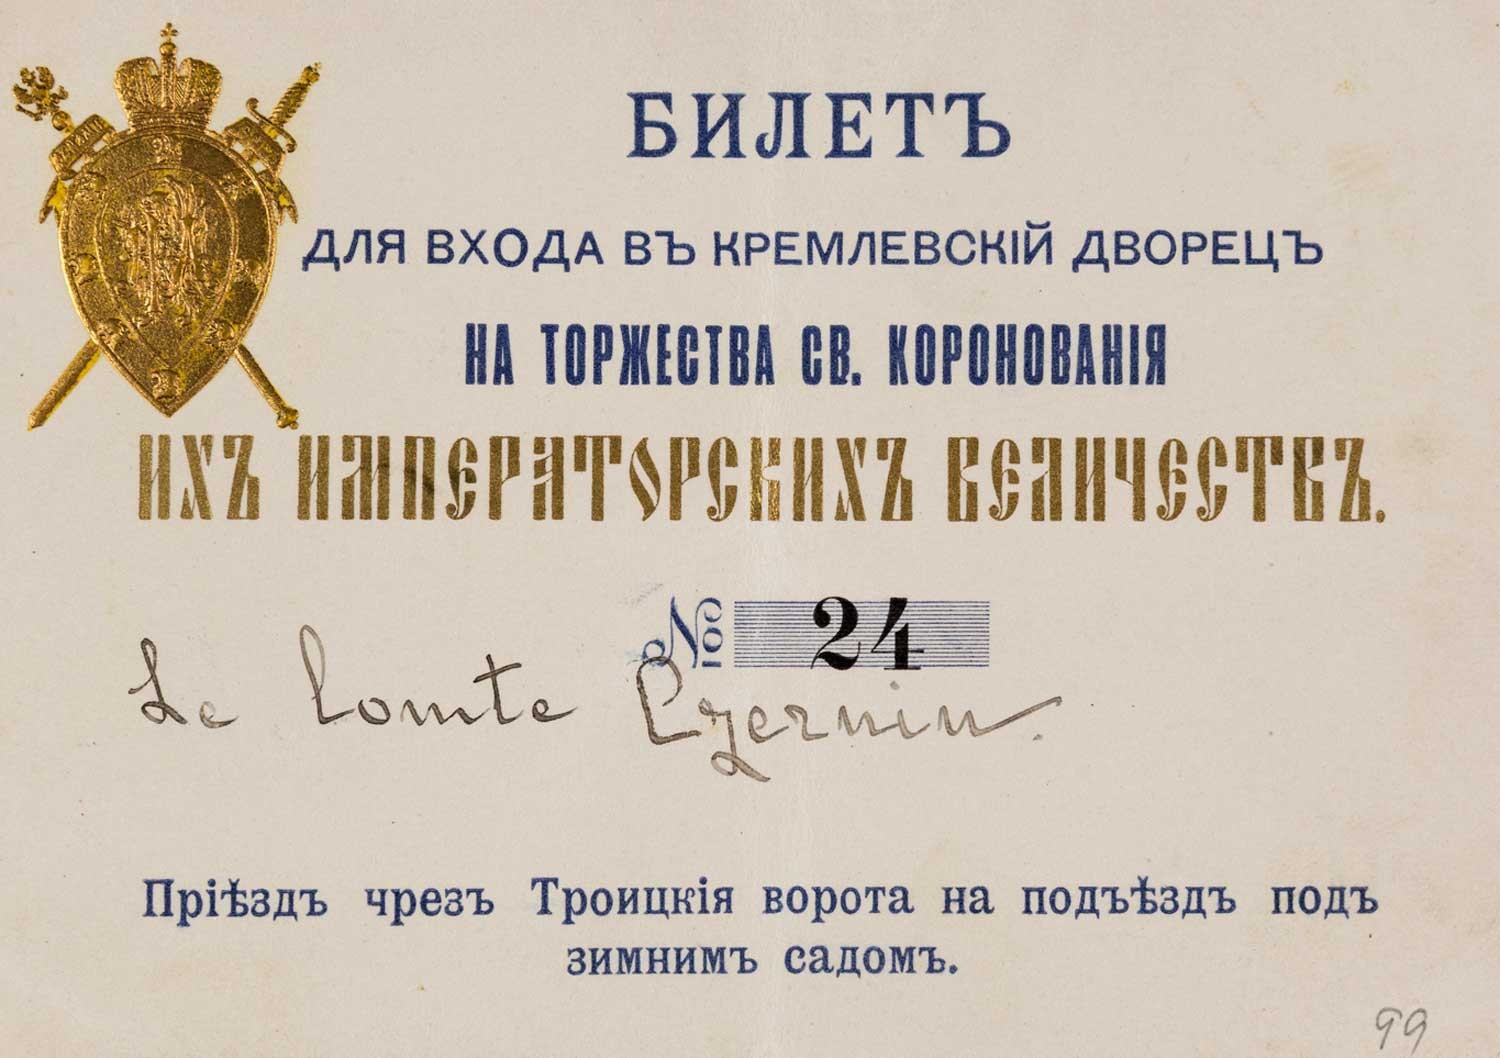 БИЛЕТЪ
ДЛЯ ВХОДА ВЪ КРЕМЛЕВСКІЙ ДВОРЕЦЪ
НА ТОРЖЕСТВА СВ. КОРОНОВАНІЯ
ИХЪ ИМПЕРАТОРСКИХЪ ВЕЛИЧЕСТВЪ.
№ 24
Le Comte Czernin.
Пріѣздъ чрезъ Троицкія ворота на подъѣздъ подъ
зимнимъ садомъ.
99